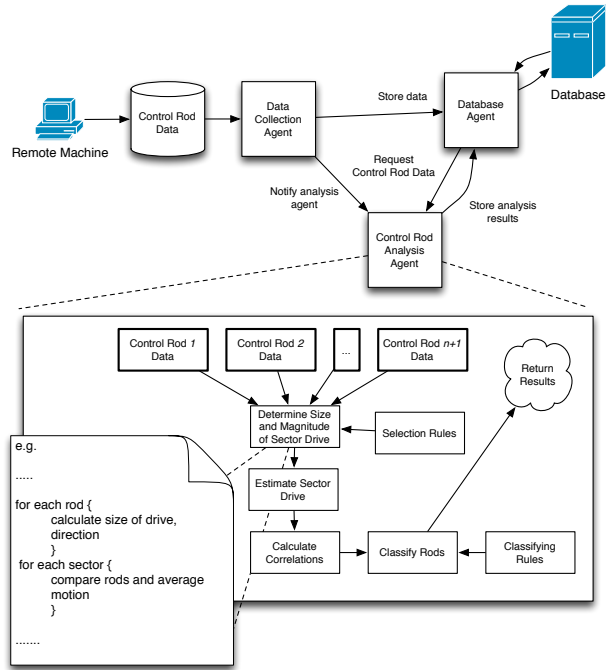 Remote Machine
Control Rod
Data
Data
Collection
Agent
Store data
Database
Agent
Database
Notify analysis
agent
Request
Control Rod Data
Store analysis
results
Control Rod
Analysis
Agent
Control Rod 1
Data
Control Rod 2
Data
...
Control Rod n+1
Data
Return
Results
Determine Size
and Magnitude
of Sector Drive
Selection Rules
Estimate Sector
Drive
Calculate
Correlations
Classify Rods
Classifying
Rules
e.g.
.....
for each rod {
calculate size of drive,
direction
}
for each sector {
compare rods and average
motion
}
.......